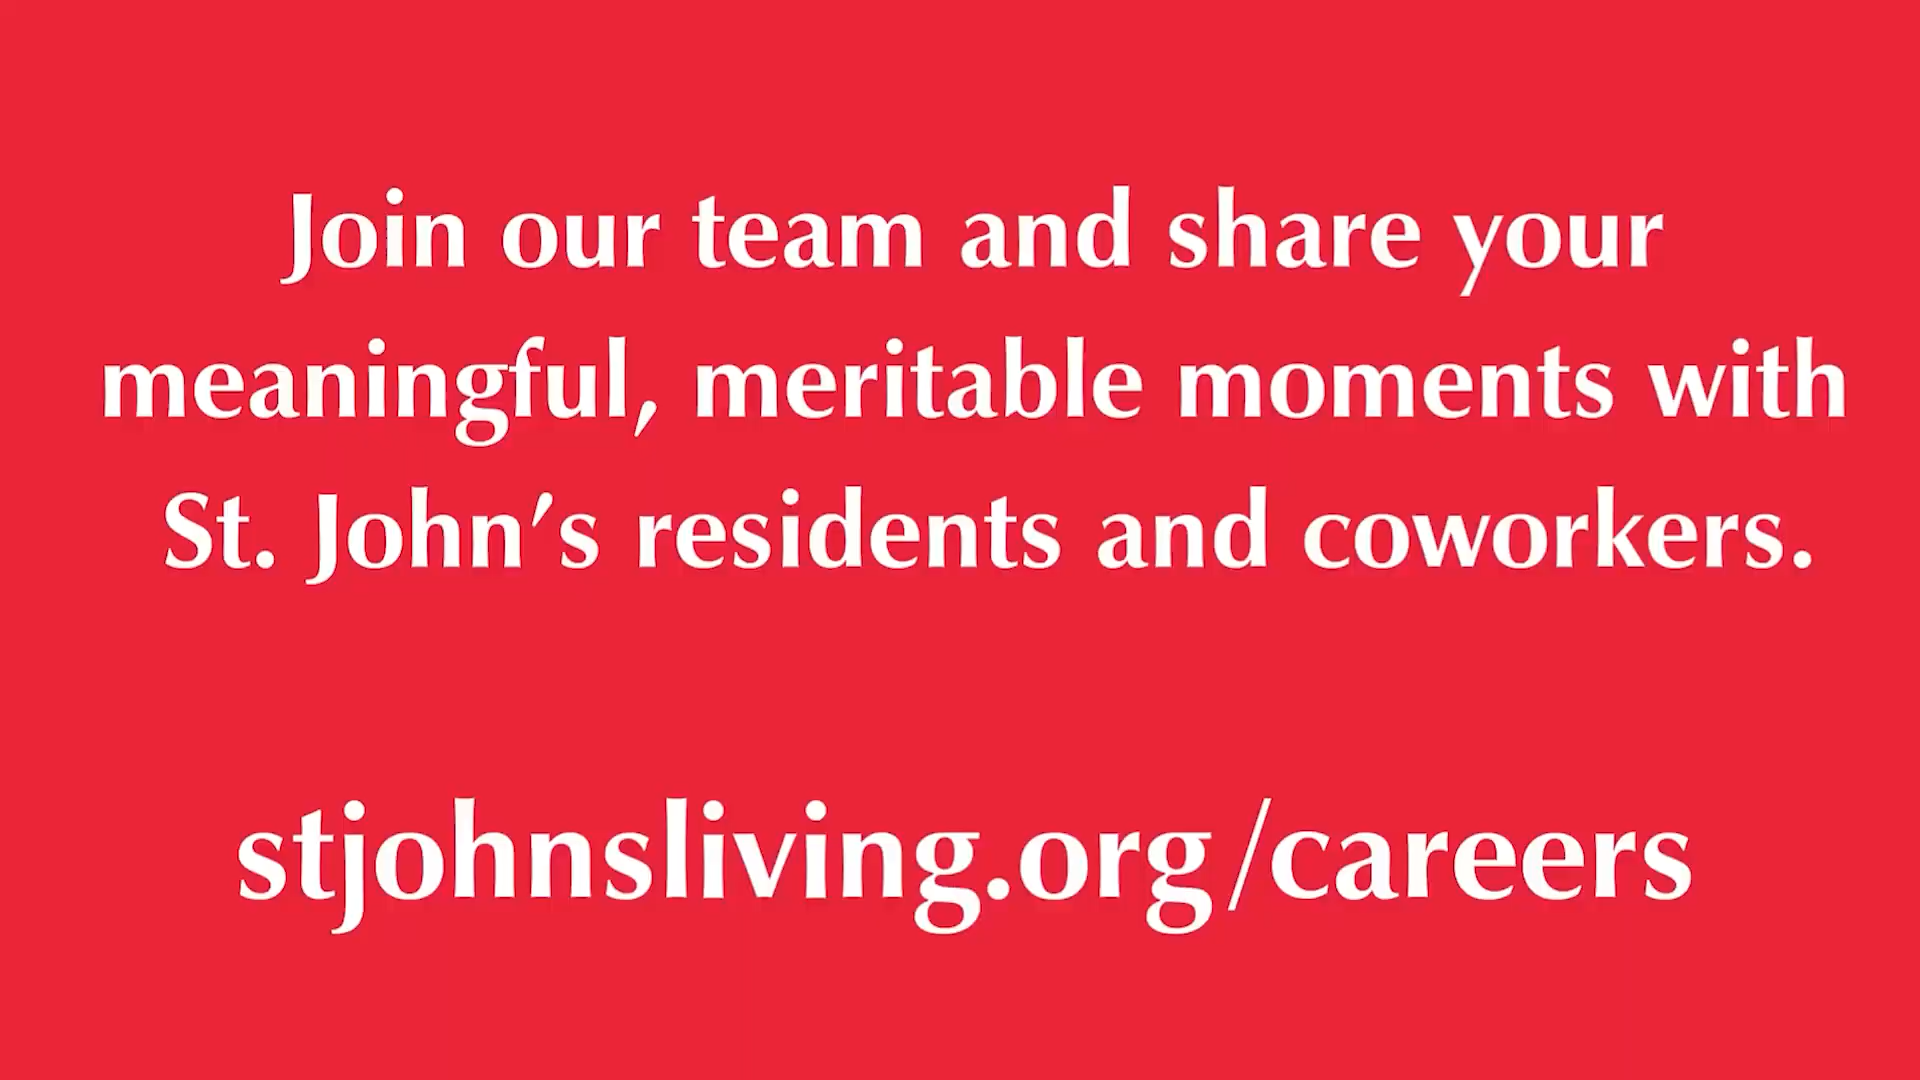 Join our team and share your
meaningful, meritable moments with
St. John’s residents and coworkers.
stjohnsliving.org/careers